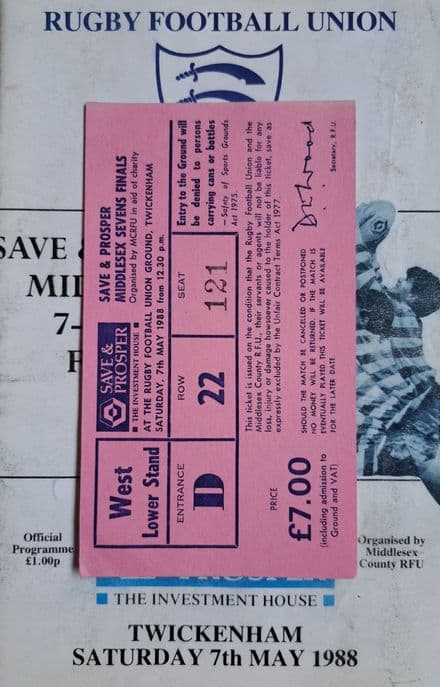 RUGBY FOOTBALL UNION
SAVE &
MID
7-
F
Official
Programme
£1.00p
Organised by
Middlesex
County RFU
THE INVESTMENT HOUSE
TWICKENHAM
SATURDAY 7th MAY 1988
SAVE &
PROSPER
THE INVESTMENT HOUSE
SAVE & PROSPER
MIDDLESEX SEVENS FINALS
Organised by MCRFU in aid of charity
AT THE RUGBY FOOTBALL UNION GROUND, TWICKENHAM
SATURDAY, 7th MAY 1988 from 12.30 p.m.
West
Lower Stand
ENTRANCE
D
ROW
22
SEAT
121
Entry to the Ground will
be denied to persons
carrying cans or bottles
—Safety of Sports Grounds
Act 1975.
This ticket is issued on the condition that the Rugby Football Union and the
Middlesex County R.F.U., their servants or agents will not be liable for any
loss, injury or damage howsoever caused to the holder of this ticket, save as
expressly excluded by the Unfair Contract Terms Act 1977.
PRICE
£7.00
(including admission to
Ground and VAT)
SHOULD THE MATCH BE CANCELLED OR POSTPONED
NO MONEY WILL BE RETURNED. IF THE MATCH IS
EVENTUALLY PLAYED THIS TICKET WILL BE AVAILABLE
FOR THE LATER DATE.
Wood
Secretary, R.F.U.